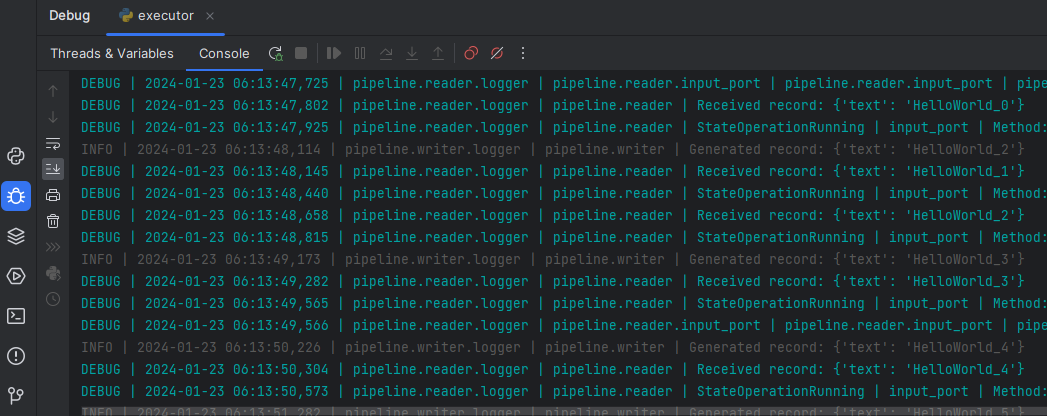 Debug executor
Threads & Variables Console
DEBUG | 2024-01-23 06:13:47,725 | pipeline.reader.logger | pipeline.reader.input_port | pipeline.reader.input_port | pipe
DEBUG | 2024-01-23 06:13:47,802 | pipeline.reader.logger | pipeline.reader | Received record: {'text': 'HelloWorld_0'}
DEBUG | 2024-01-23 06:13:47,925 | pipeline.reader.logger | pipeline.reader | StateOperationRunning | input_port | Method:
INFO | 2024-01-23 06:13:48,114 | pipeline.writer.logger | pipeline.writer | Generated record: {'text': 'HelloWorld_2'}
DEBUG | 2024-01-23 06:13:48,145 | pipeline.reader.logger | pipeline.reader | Received record: {'text': 'HelloWorld_1'}
DEBUG | 2024-01-23 06:13:48,440 | pipeline.reader.logger | pipeline.reader | StateOperationRunning | input_port | Method:
DEBUG | 2024-01-23 06:13:48,658 | pipeline.reader.logger | pipeline.reader | Received record: {'text': 'HelloWorld_2'}
DEBUG | 2024-01-23 06:13:48,815 | pipeline.reader.logger | pipeline.reader | StateOperationRunning | input_port | Method:
INFO | 2024-01-23 06:13:49,173 | pipeline.writer.logger | pipeline.writer | Generated record: {'text': 'HelloWorld_3'}
DEBUG | 2024-01-23 06:13:49,282 | pipeline.reader.logger | pipeline.reader | Received record: {'text': 'HelloWorld_3'}
DEBUG | 2024-01-23 06:13:49,565 | pipeline.reader.logger | pipeline.reader | StateOperationRunning | input_port | Method:
DEBUG | 2024-01-23 06:13:49,566 | pipeline.reader.logger | pipeline.reader.input_port | pipeline.reader.input_port | pipe
INFO | 2024-01-23 06:13:50,226 | pipeline.writer.logger | pipeline.writer | Generated record: {'text': 'HelloWorld_4'}
DEBUG | 2024-01-23 06:13:50,304 | pipeline.reader.logger | pipeline.reader | Received record: {'text': 'HelloWorld_4'}
DEBUG | 2024-01-23 06:13:50,573 | pipeline.reader.logger | pipeline.reader | StateOperationRunning | input_port | Method:
INFO | 2024-01-23 06:13:51,282 | pipeline.writer.logger | pipeline.writer | Generated record: {'text': 'HelloWorld_5'}